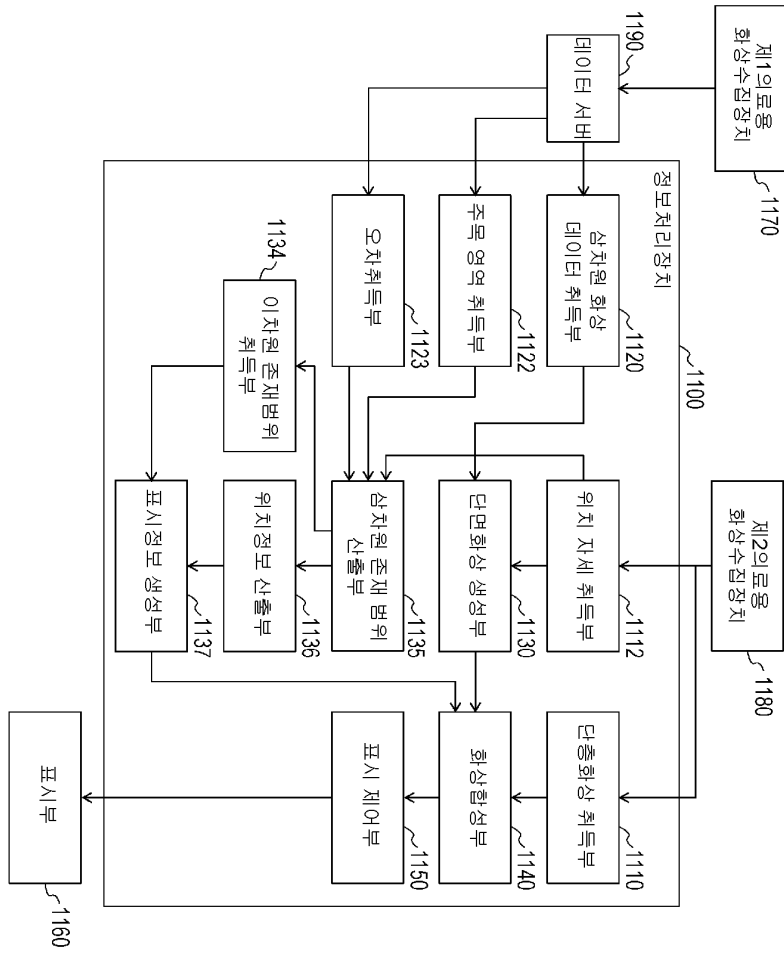 제1의료용
화상수집장치
1170
제2의료용
화상수집장치
1180
데이터 서버
1190
정보처리장치
1100
삼차원 화상
데이터 취득부
1120
위치 자세 취득부
1112
단층화상 취득부
1110
주목 영역 취득부
1122
단면화상 생성부
1130
화상합성부
1140
오차취득부
1123
삼차원 존재 범위
산출부
1135
표시 제어부
1150
이차원 존재범위
취득부
1134
위치정보 산출부
1136
표시정보 생성부
1137
표시부
1160